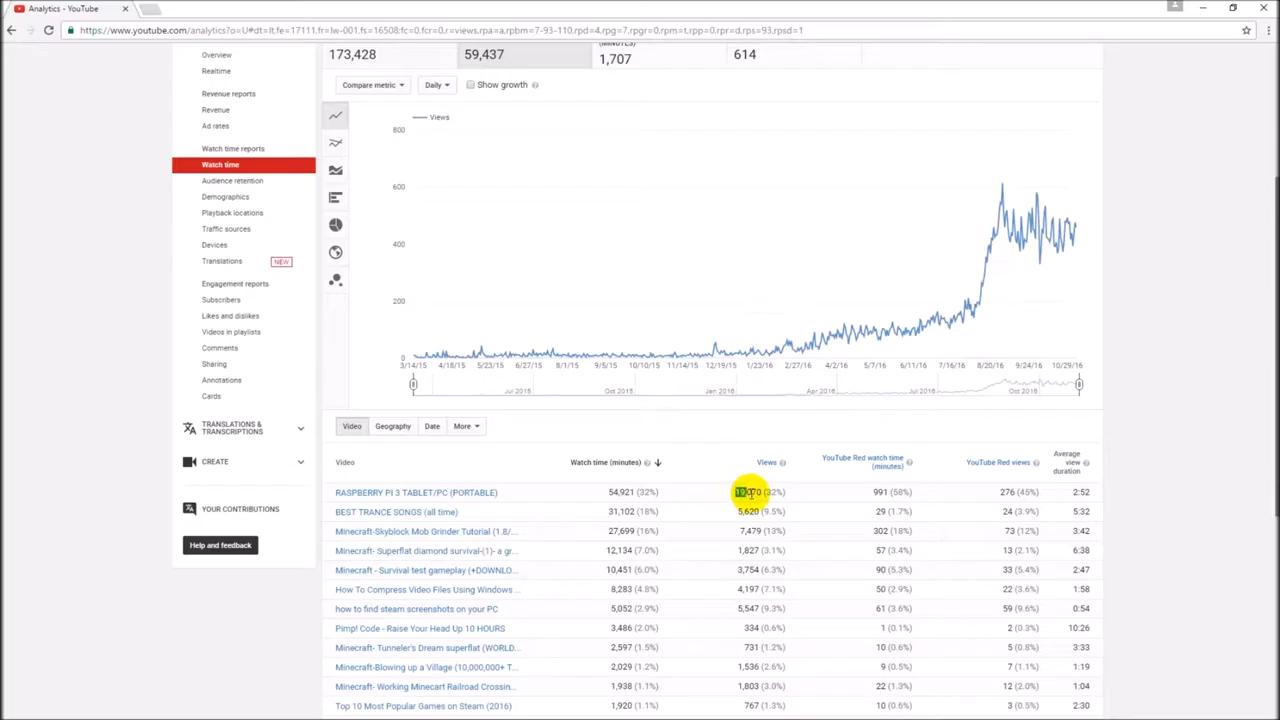 Analytics - YouTube
https://www.youtube.com/analytics?o=U#dt=lt,fe=17111,fr=lw-001,fs=16508;fc=0,fcr=0,r=views,rpa=a,rpbm=7-93-110,rpd=4,rpg=7,rpgr=0,rpm=t,rpp=0,rpr=d,rps=93,rpsd=1
Overview
Realtime
Revenue reports
Revenue
Ad rates
Watch time reports
Watch time
Audience retention
Demographics
Playback locations
Traffic sources
Devices
Translations NEW
Engagement reports
Subscribers
Likes and dislikes
Videos in playlists
Comments
Sharing
Annotations
Cards
TRANSLATIONS &
TRANSCRIPTIONS
CREATE
YOUR CONTRIBUTIONS
Help and feedback
(MINUTES)
173,428 59,437 1,707 614
Compare metric Daily Show growth
Views
800
600
400
200
0
3/14/15 4/18/15 5/23/15 6/27/15 8/1/15 9/5/15 10/10/15 11/14/15 12/19/15 1/23/16 2/27/16 4/2/16 5/7/16 6/11/16 7/16/16 8/20/16 9/24/16 10/29/16
Jul 2015 Oct 2015 Jan 2016 Apr 2016 Jul 2016 Oct 2016
Video Geography Date More
Video Watch time (minutes) Views YouTube Red watch time (minutes) YouTube Red views Average view duration
RASPBERRY PI 3 TABLET/PC (PORTABLE) 54,921 (32%) (32%) 991 (58%) 276 (45%) 2:52
BEST TRANCE SONGS (all time) 31,102 (18%) 5,620 (9.5%) 29 (1.7%) 24 (3.9%) 5:32
Minecraft-Skyblock Mob Grinder Tutorial (1.8/... 27,699 (16%) 7,479 (13%) 302 (18%) 73 (12%) 3:42
Minecraft- Superflat diamond survival-(1)- a gr... 12,134 (7.0%) 1,827 (3.1%) 57 (3.4%) 13 (2.1%) 6:38
Minecraft - Survival test gameplay (+DOWNLO... 10,451 (6.0%) 3,754 (6.3%) 90 (5.3%) 33 (5.4%) 2:47
How To Compress Video Files Using Windows ... 8,283 (4.8%) 4,197 (7.1%) 50 (2.9%) 22 (3.6%) 1:58
how to find steam screenshots on your PC 5,052 (2.9%) 5,547 (9.3%) 61 (3.6%) 59 (9.6%) 0:54
Pimp! Code - Raise Your Head Up 10 HOURS 3,486 (2.0%) 334 (0.6%) 1 (0.1%) 2 (0.3%) 10:26
Minecraft- Tunneler's Dream superflat (WORLD... 2,597 (1.5%) 731 (1.2%) 10 (0.6%) 5 (0.8%) 3:33
Minecraft-Blowing up a Village (10,000,000+ T... 2,029 (1.2%) 1,536 (2.6%) 9 (0.5%) 7 (1.1%) 1:19
Minecraft- Working Minecart Railroad Crossin... 1,938 (1.1%) 1,803 (3.0%) 22 (1.3%) 12 (2.0%) 1:04
Top 10 Most Popular Games on Steam (2016) 1,920 (1.1%) 767 (1.3%) 10 (0.6%) 3 (0.5%) 2:30